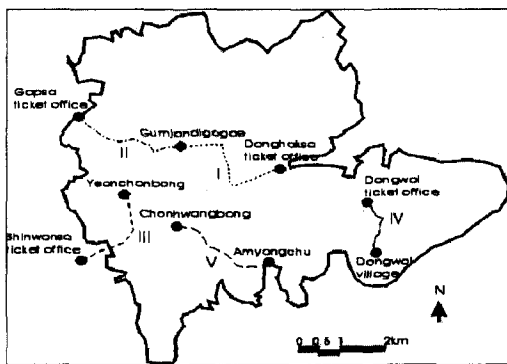 Gapsa
ticket office
Gumjandigogae
Donghaksa
ticket office
II
I
Yeonchonbong
Dongwol
ticket office
Chonhwangbong
IV
Shinwonsa
ticket office
III
Amyongchu
V
Dongwol
village
N
0 0.5 1 2km